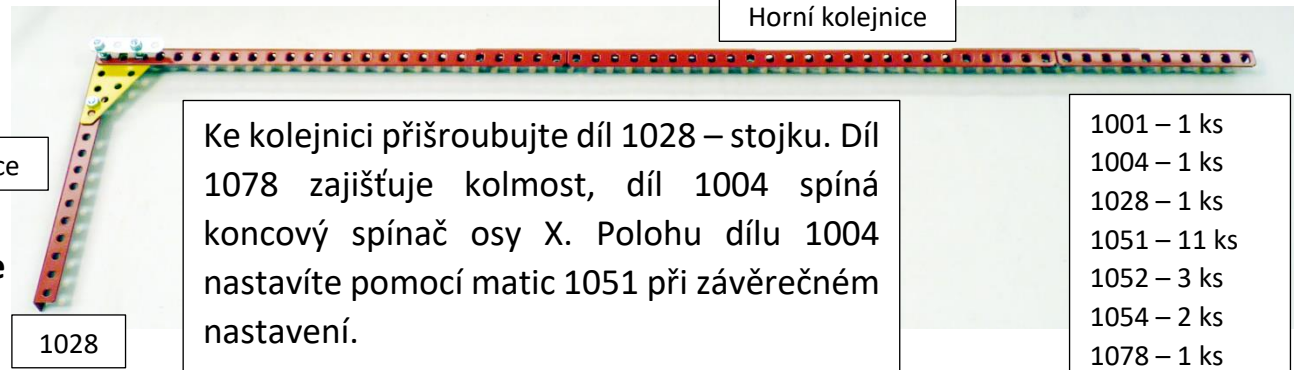 Horní kolejnice
ce
e
1028
Ke kolejnici přišroubujte díl 1028 – stojku. Díl
1078 zajišťuje kolmost, díl 1004 spíná
koncový spínač osy X. Polohu dílu 1004
nastavíte pomocí matic 1051 při závěrečném
nastavení.
1001 – 1 ks
1004 – 1 ks
1028 – 1 ks
1051 – 11 ks
1052 – 3 ks
1054 – 2 ks
1078 – 1 ks